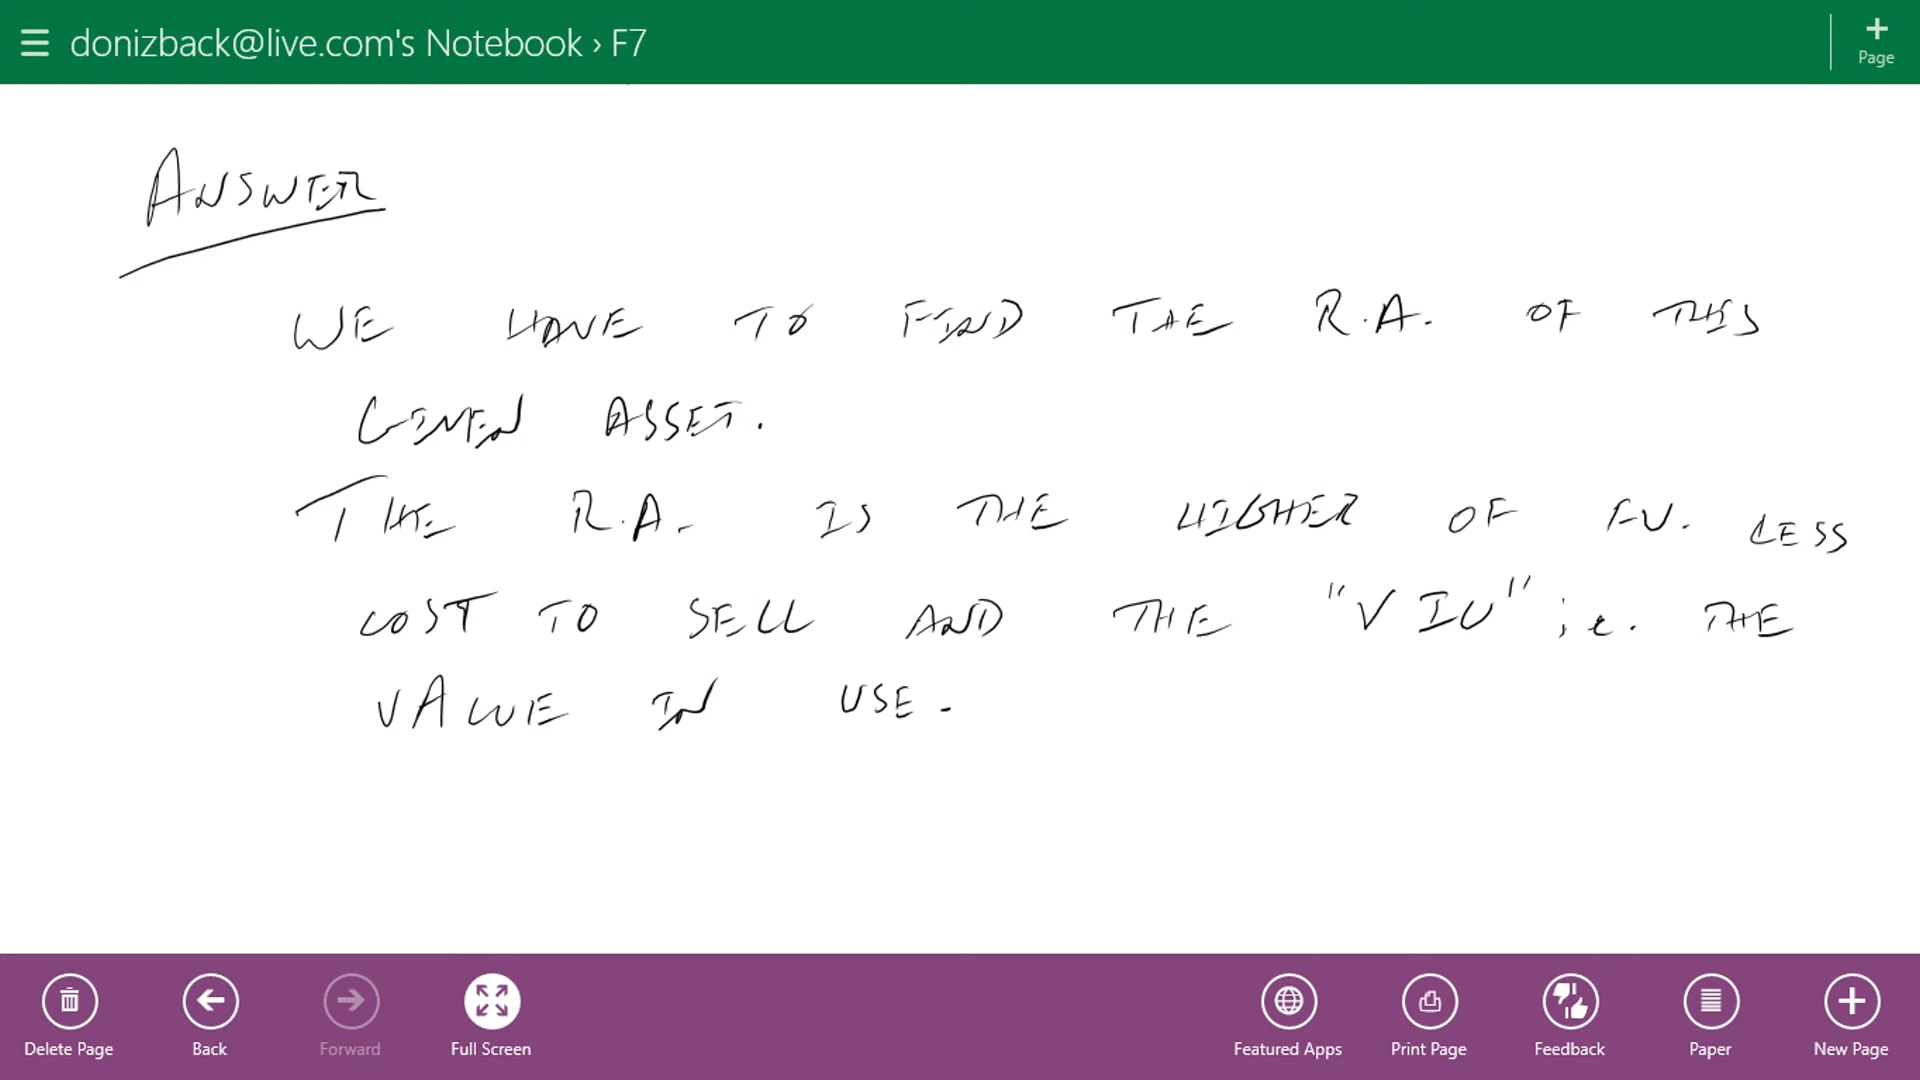 donizback@live.com's Notebook › F7
Page
ANSWER
WE HAVE TO FIND THE R.A. OF THIS
GIVEN ASSET.
THE R.A. IS THE HIGHER OF F.V. LESS
COST TO SELL AND THE "VIU" i.e. THE
VALUE IN USE.
Delete Page Back Forward Full Screen Featured Apps Print Page Feedback Paper New Page